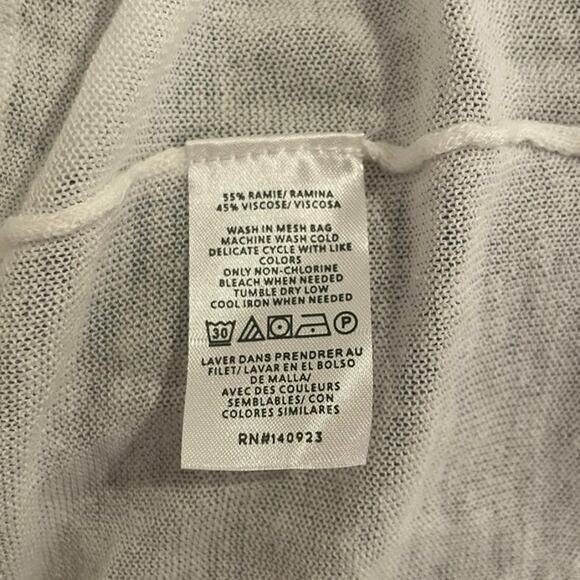 55% RAMIE/ RAMINA
45% VISCOSE/ VISCOSA
WASH IN MESH BAG
MACHINE WASH COLD
DELICATE CYCLE WITH LIKE
COLORS
ONLY NON-CHLORINE
BLEACH WHEN NEEDED
TUMBLE DRY LOW
COOL IRON WHEN NEEDED
30 P
LAVER DANS PRENDRER AU
FILET/ LAVAR EN EL BOLSO
DE MALLA/
AVEC DES COULEURS
SEMBLABLES/ CON
COLORES SIMILARES
RN#140923